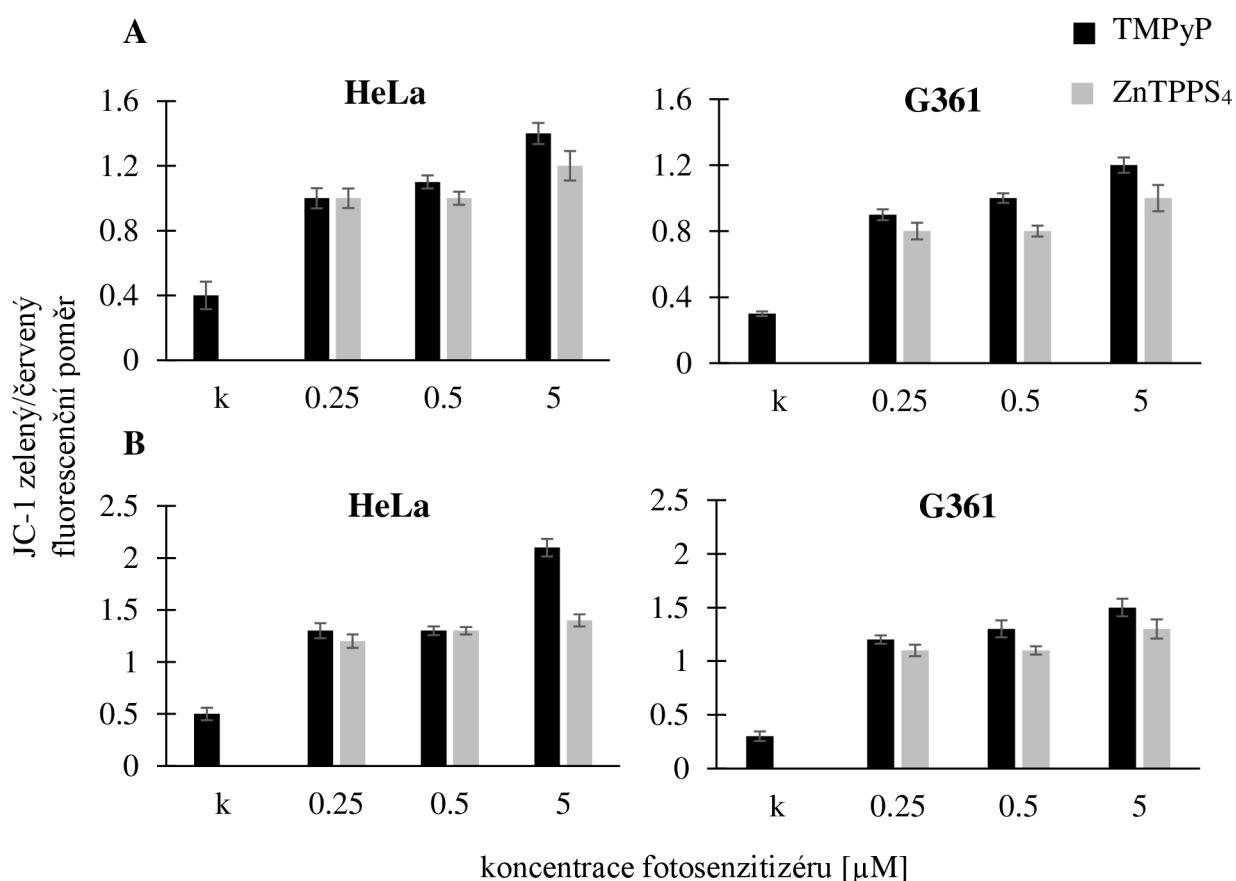 A
TMPyP
ZnTPPS₄
HeLa
1.6
1.2
0.8
0.4
0
k 0.25 0.5 5
G361
1.6
1.2
0.8
0.4
0
k 0.25 0.5 5
JC-1 zelený/červený
fluorescenční poměr
B
HeLa
2.5
2
1.5
1
0.5
0
k 0.25 0.5 5
G361
2.5
2
1.5
1
0.5
0
k 0.25 0.5 5
koncentrace fotosenzitizéru [µM]